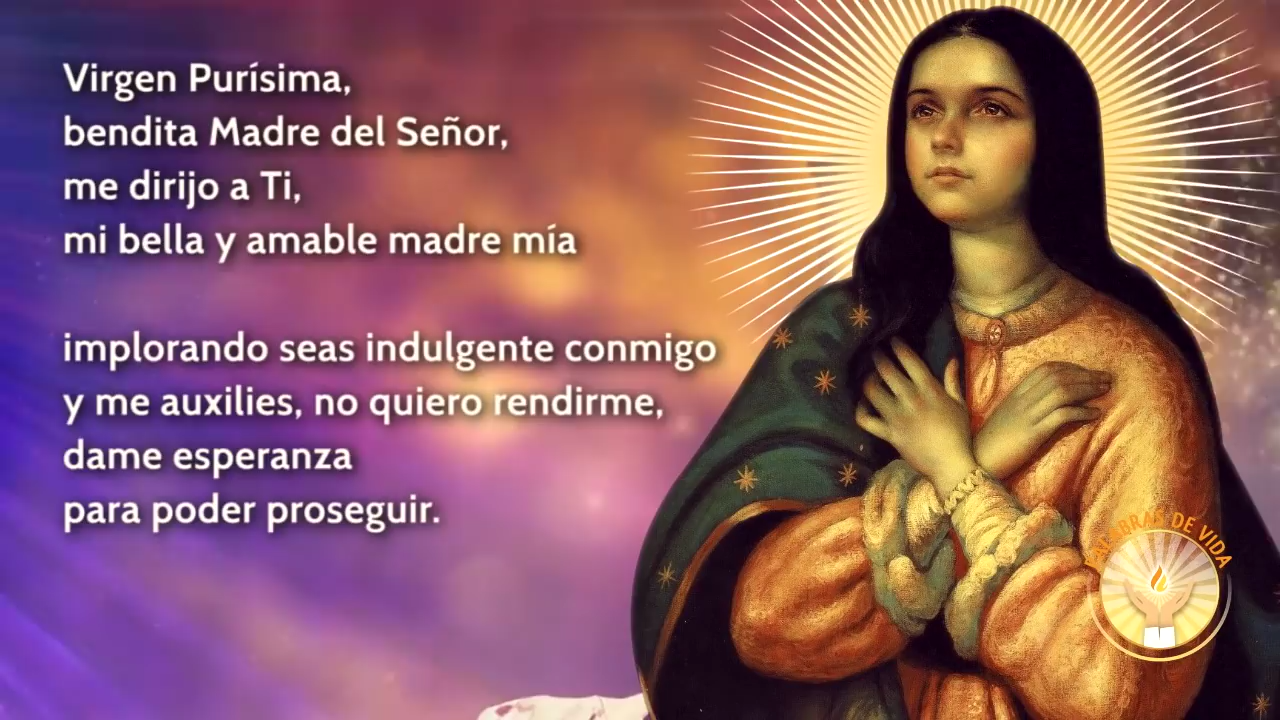 Virgen Purísima,
bendita Madre del Señor,
me dirijo a Ti,
mi bella y amable madre mía
implorando seas indulgente conmigo
y me auxilies, no quiero rendirme,
dame esperanza
para poder proseguir.
PALABRAS DE VIDA